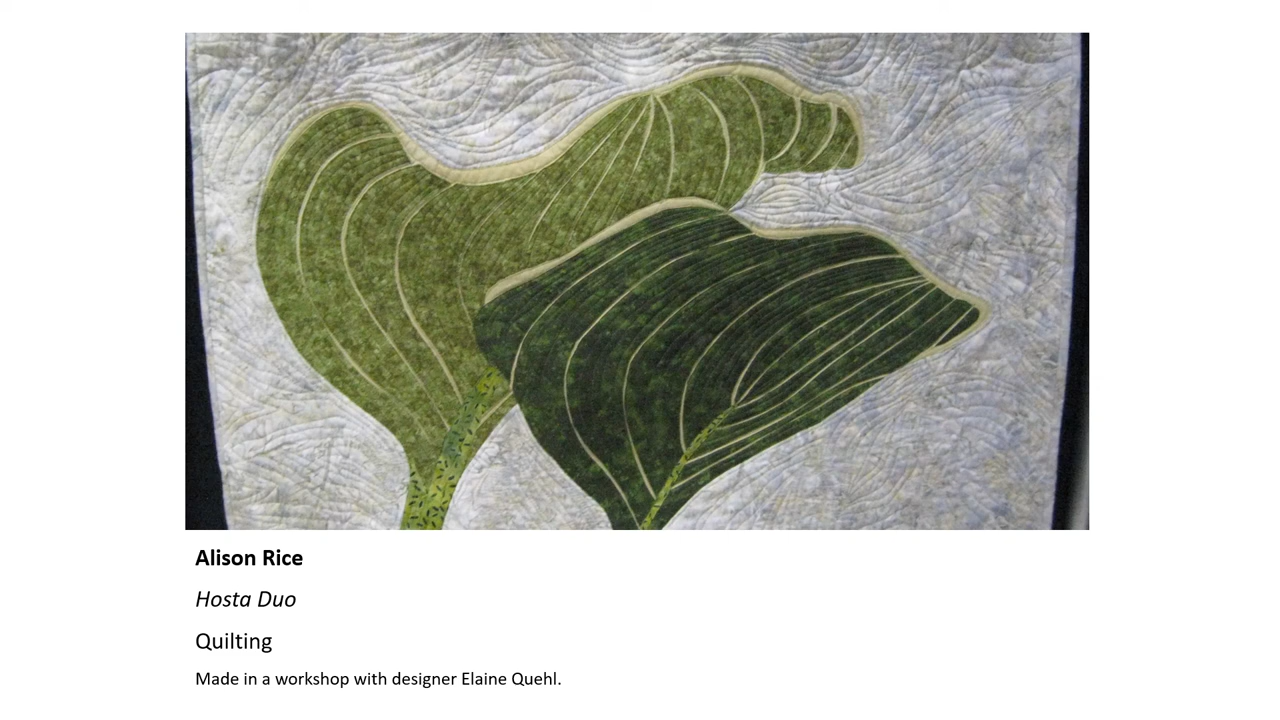 Alison Rice
Hosta Duo
Quilting
Made in a workshop with designer Elaine Quehl.